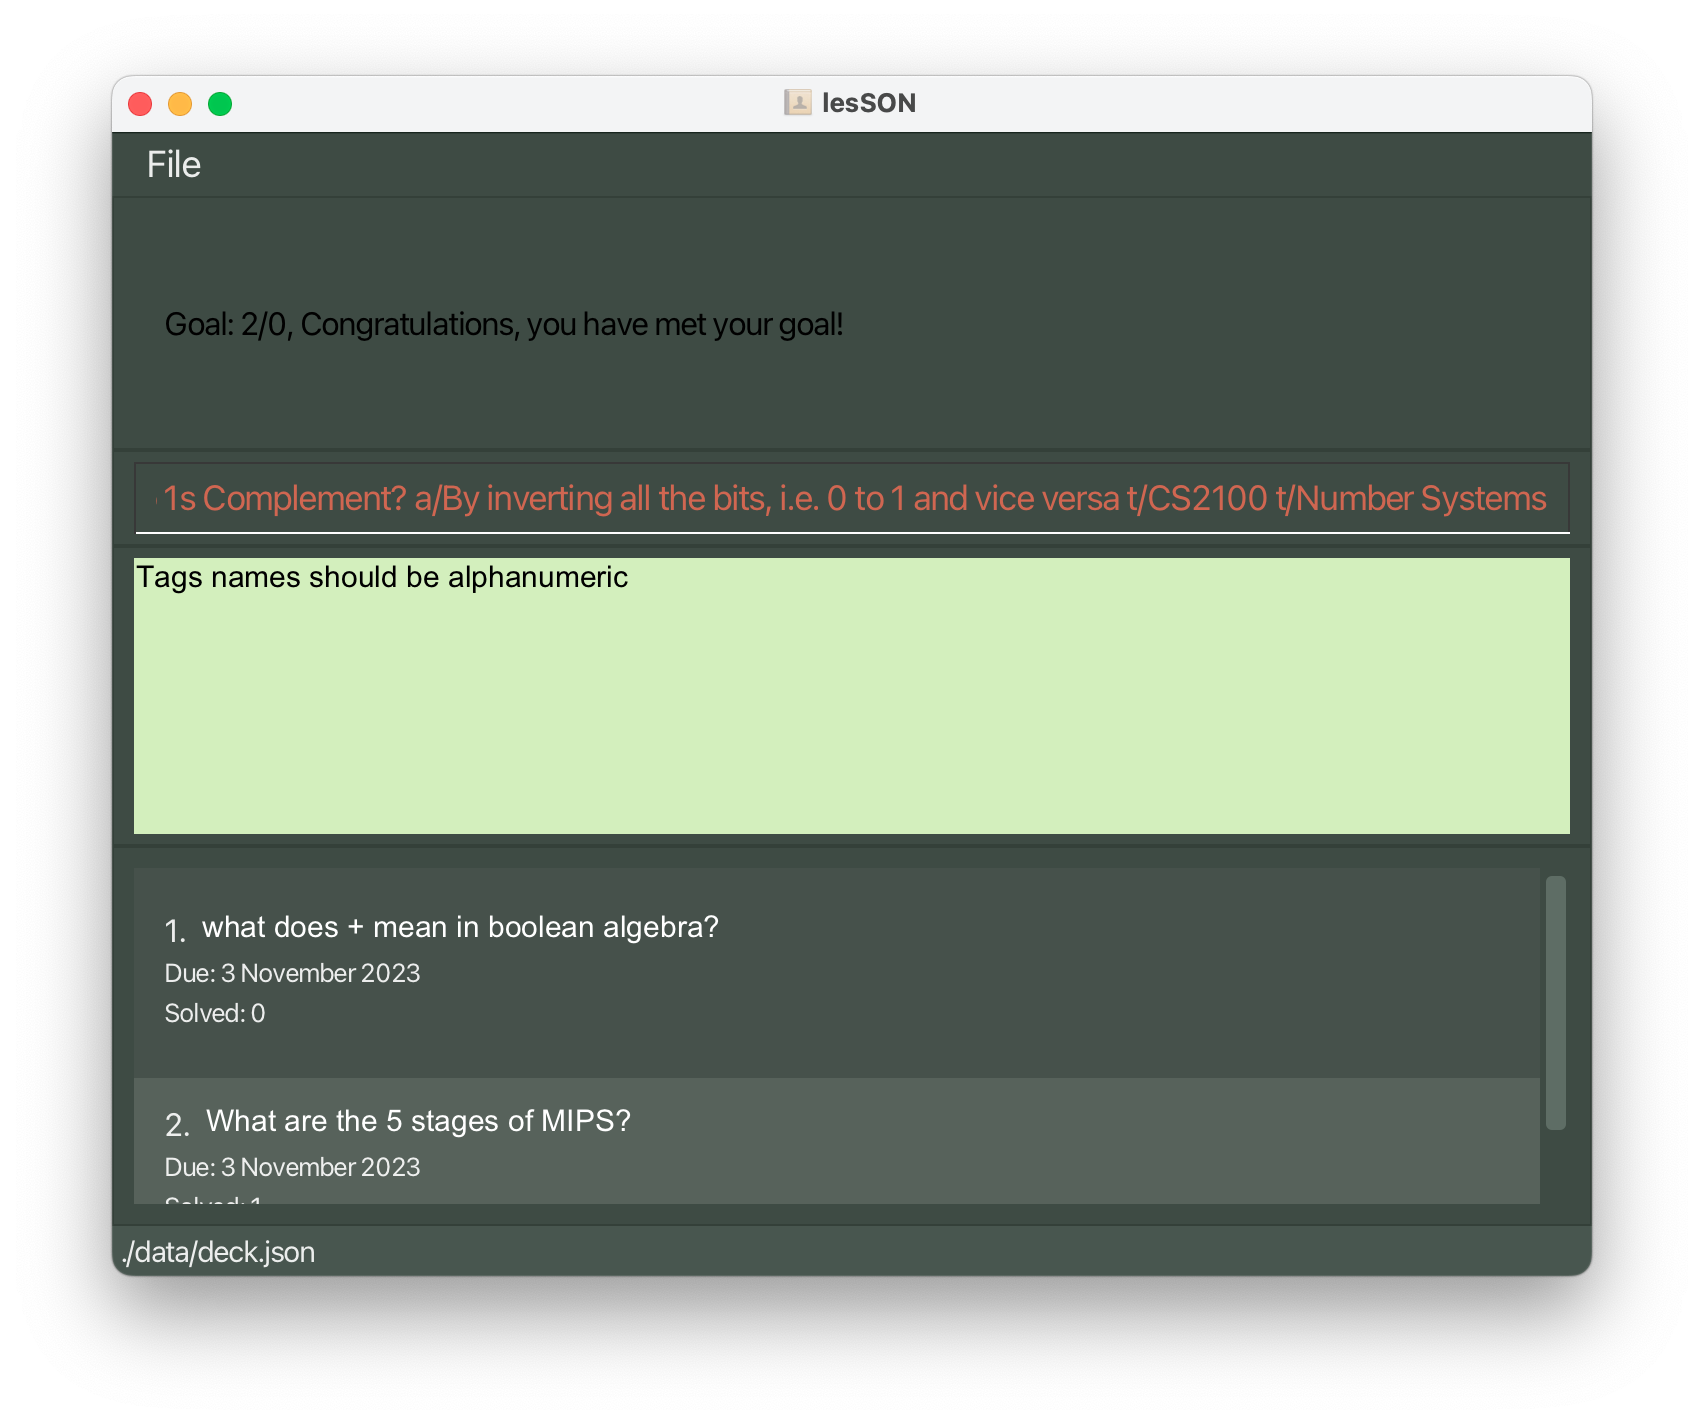 lesSON
File
Goal: 2/0, Congratulations, you have met your goal!
1s Complement? a/By inverting all the bits, i.e. 0 to 1 and vice versa t/CS2100 t/Number Systems
Tags names should be alphanumeric
1. what does + mean in boolean algebra?
Due: 3 November 2023
Solved: 0
2. What are the 5 stages of MIPS?
Due: 3 November 2023
Solved: 1
./data/deck.json